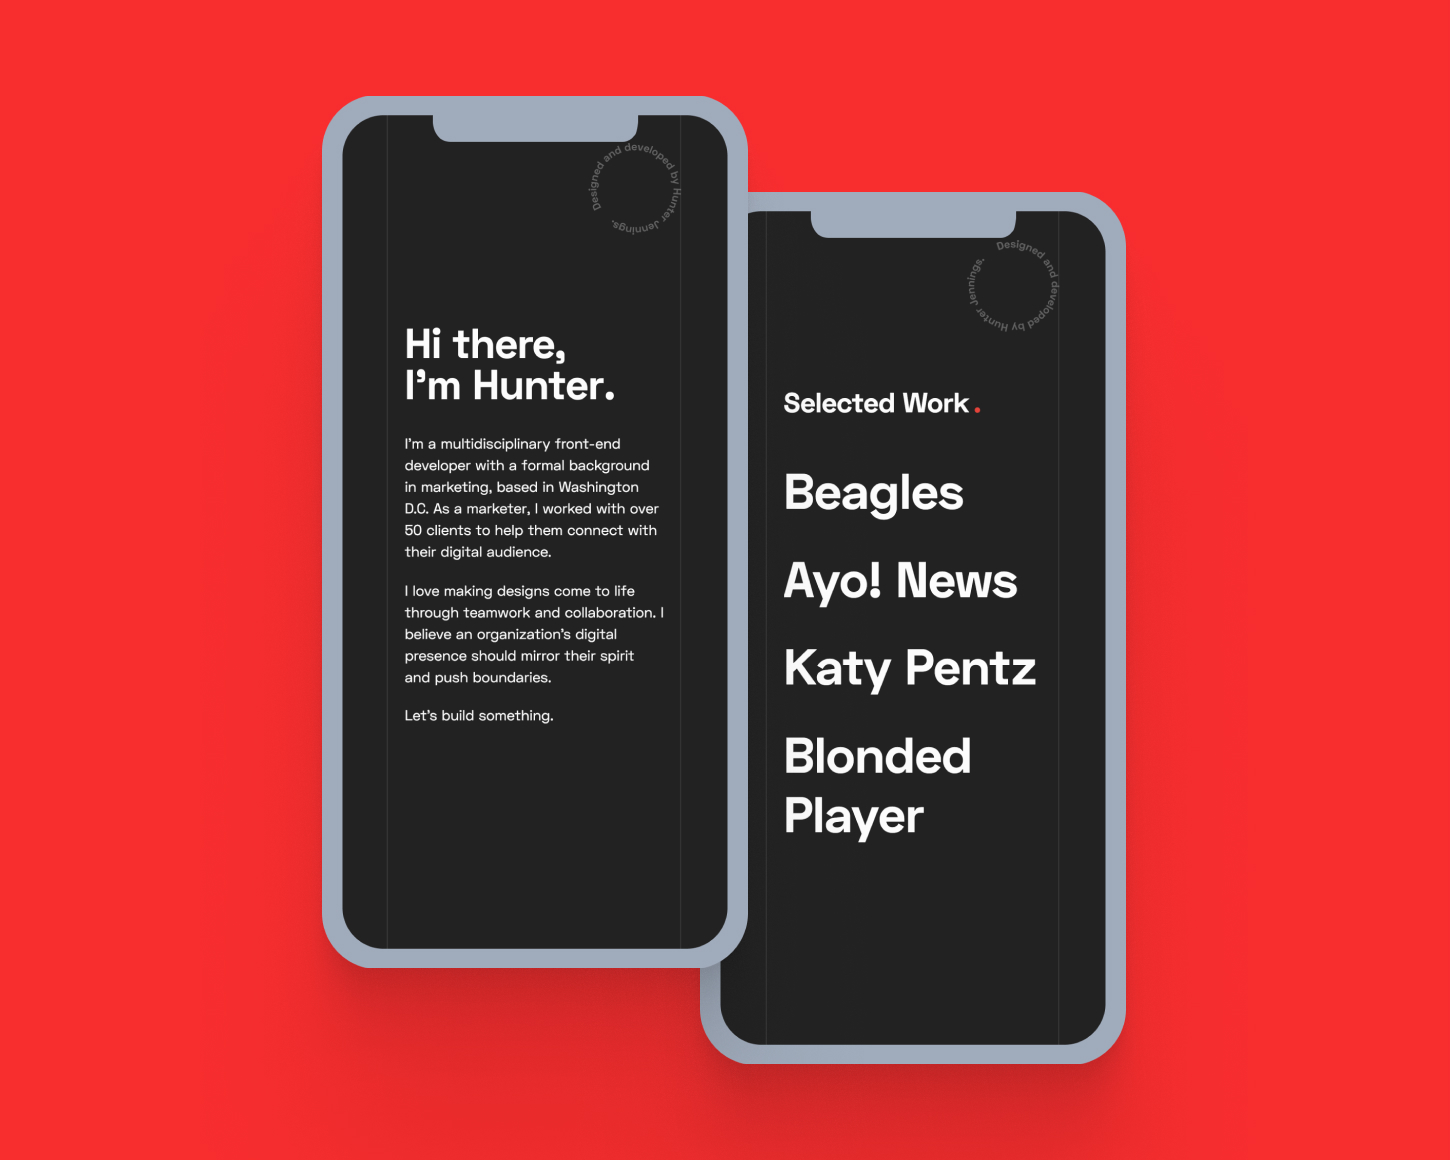 Designed and developed by Hunter Jennings.
Hi there,
I’m Hunter.
I’m a multidisciplinary front-end
developer with a formal background
in marketing, based in Washington
D.C. As a marketer, I worked with over
50 clients to help them connect with
their digital audience.
I love making designs come to life
through teamwork and collaboration. I
believe an organization’s digital
presence should mirror their spirit
and push boundaries.
Let’s build something.
Designed and developed by Hunter Jennings.
Selected Work.
Beagles
Ayo! News
Katy Pentz
Blonded
Player